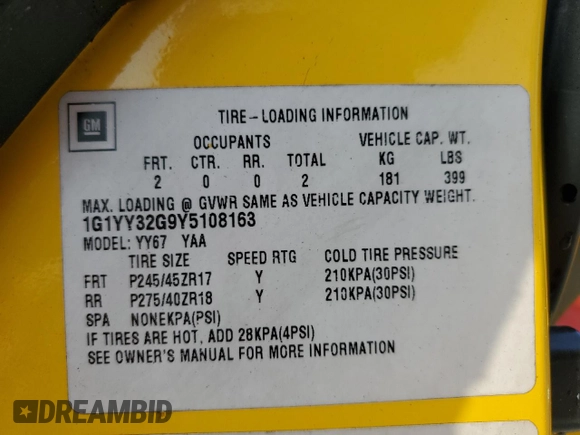 GM
TIRE-LOADING INFORMATION
OCCUPANTS VEHICLE CAP. WT.
FRT. CTR. RR. TOTAL KG LBS
2 0 0 2 181 399
MAX. LOADING @ GVWR SAME AS VEHICLE CAPACITY WEIGHT.
1G1YY32G9Y5108163
MODEL: YY67 YAA
TIRE SIZE SPEED RTG COLD TIRE PRESSURE
FRT P245/45ZR17 Y 210KPA(30PSI)
RR P275/40ZR18 Y 210KPA(30PSI)
SPA NONEKPA(PSI)
IF TIRES ARE HOT, ADD 28KPA(4PSI)
SEE OWNER'S MANUAL FOR MORE INFORMATION
DREAMBID